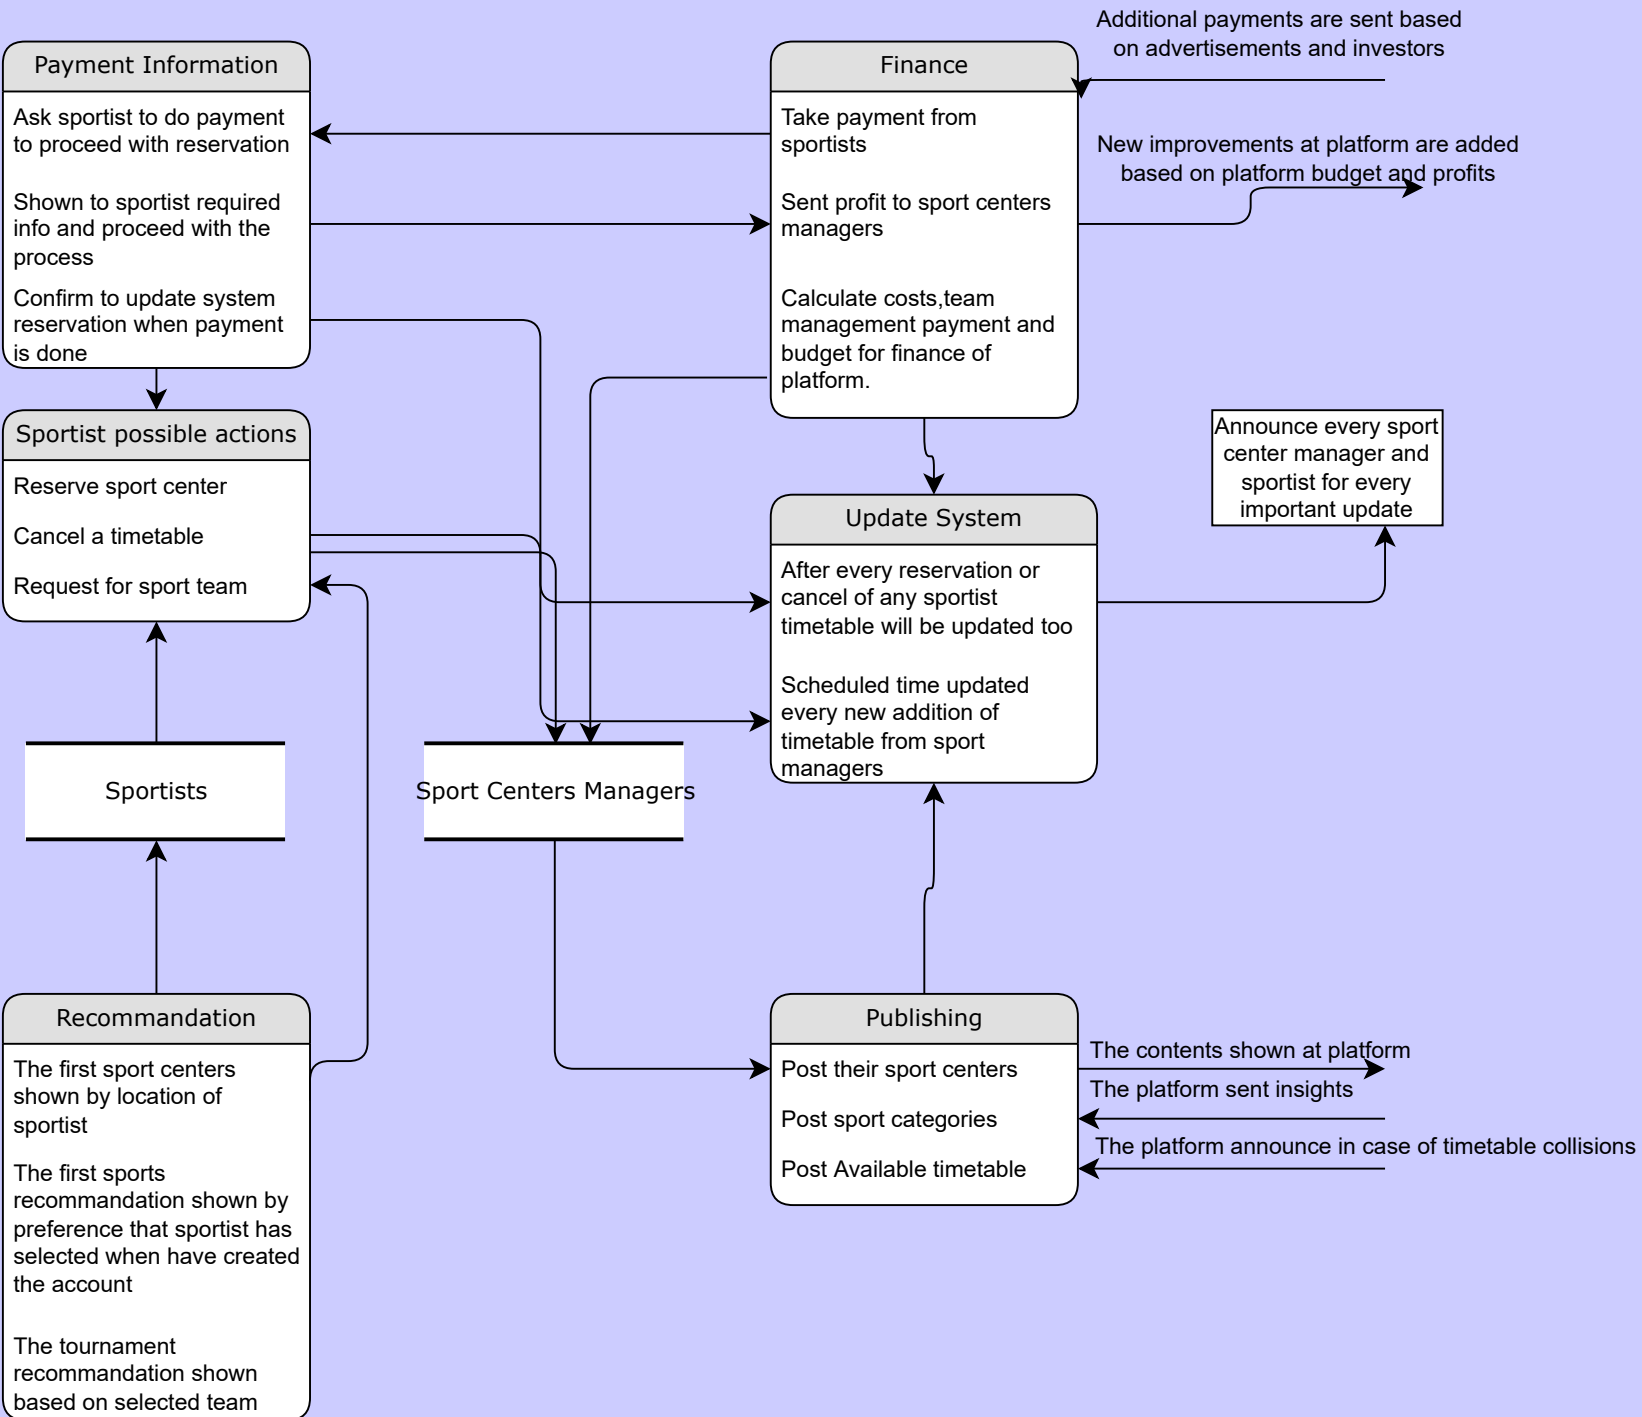 Payment Information
Ask sportist to do payment
to proceed with reservation
Shown to sportist required
info and proceed with the
process
Confirm to update system
reservation when payment
is done
Finance
Take payment from
sportists
Sent profit to sport centers
managers
Calculate costs,team
management payment and
budget for finance of
platform.
Additional payments are sent based
on advertisements and investors
New improvements at platform are added
based on platform budget and profits
Sportist possible actions
Reserve sport center
Cancel a timetable
Request for sport team
Update System
After every reservation or
cancel of any sportist
timetable will be updated too
Scheduled time updated
every new addition of
timetable from sport
managers
Announce every sport
center manager and
sportist for every
important update
Sportists
Sport Centers Managers
Recommandation
The first sport centers
shown by location of
sportist
The first sports
recommandation shown by
preference that sportist has
selected when have created
the account
The tournament
recommandation shown
based on selected team
Publishing
Post their sport centers
Post sport categories
Post Available timetable
The contents shown at platform
The platform sent insights
The platform announce in case of timetable collisions